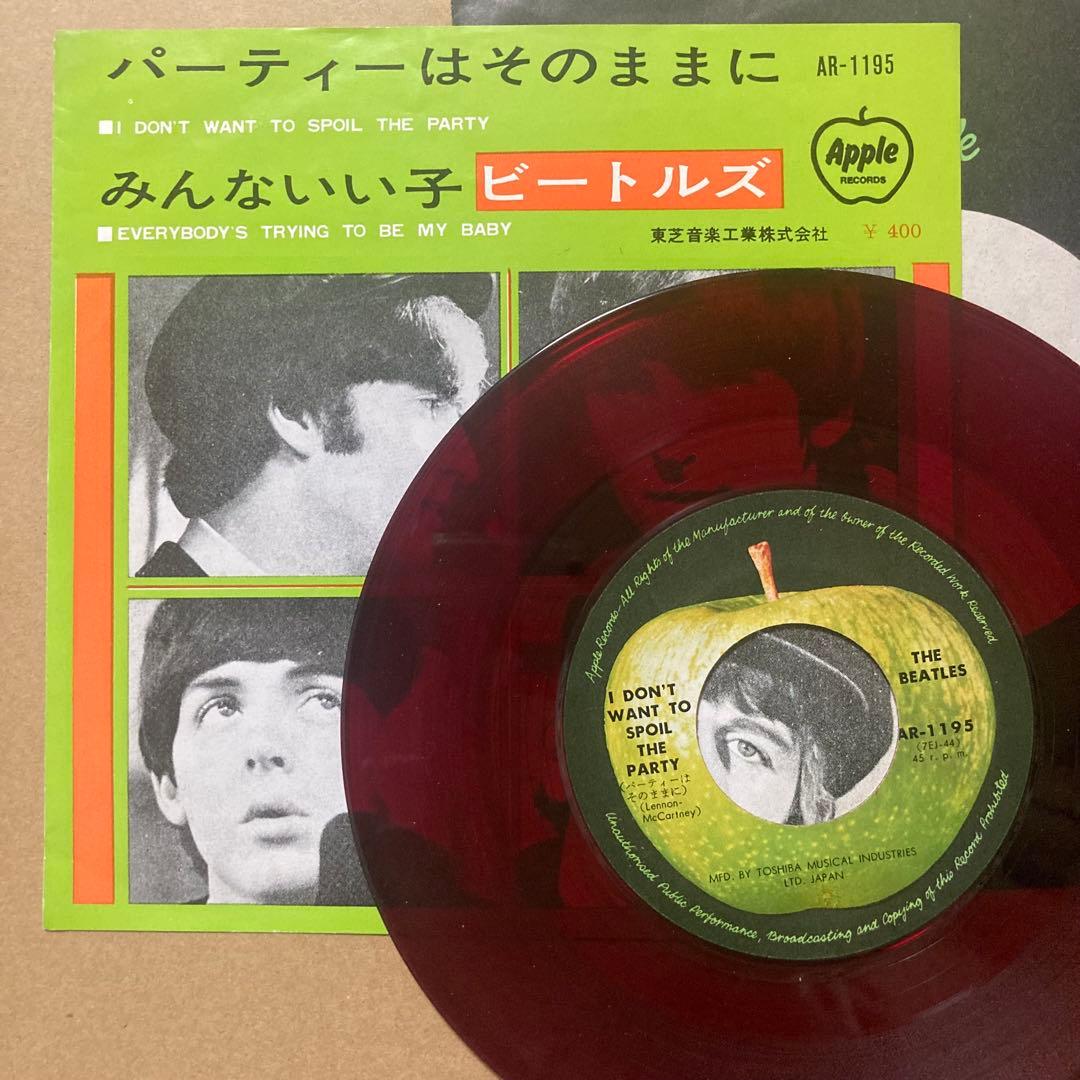 パーティーはそのままに
AR-1195
■I DON'T WANT TO SPOIL THE PARTY
みんないい子
ビートルズ
Apple
RECORDS
■EVERYBODY'S TRYING TO BE MY BABY
東芝音楽工業株式会社
¥ 400
Apple Records-All Rights of the Manufacturer and of the Owner of the Recorded Work Reserved
I DON'T
WANT TO
SPOIL
THE
PARTY
(パーティーは
そのままに)
(Lennon-
McCartney)
THE
BEATLES
AR-1195
(7EJ-44)
45 r.p.m.
MFD. BY TOSHIBA MUSICAL INDUSTRIES
LTD. JAPAN
Unauthorised Public Performance, Broadcasting and Copying of this Record Prohibited